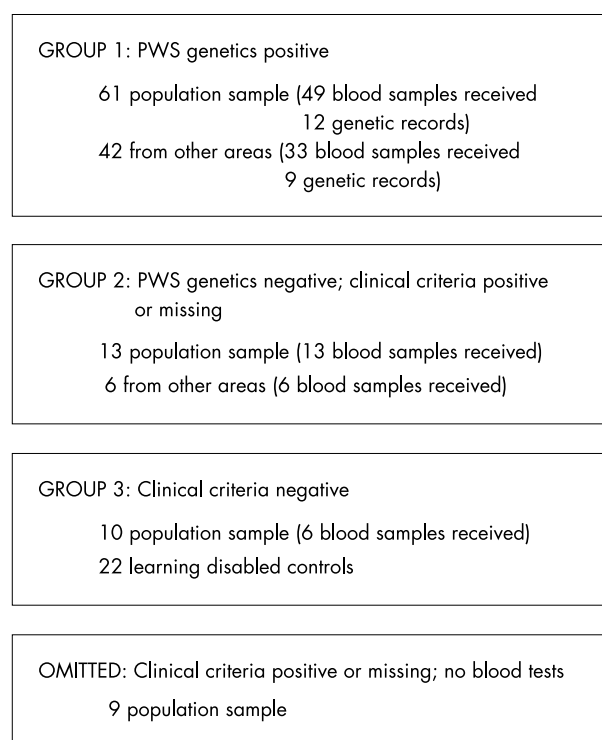 GROUP 1: PWS genetics positive
61 population sample (49 blood samples received
12 genetic records)
42 from other areas (33 blood samples received
9 genetic records)
GROUP 2: PWS genetics negative; clinical criteria positive
or missing
13 population sample (13 blood samples received)
6 from other areas (6 blood samples received)
GROUP 3: Clinical criteria negative
10 population sample (6 blood samples received)
22 learning disabled controls
OMITTED: Clinical criteria positive or missing; no blood tests
9 population sample